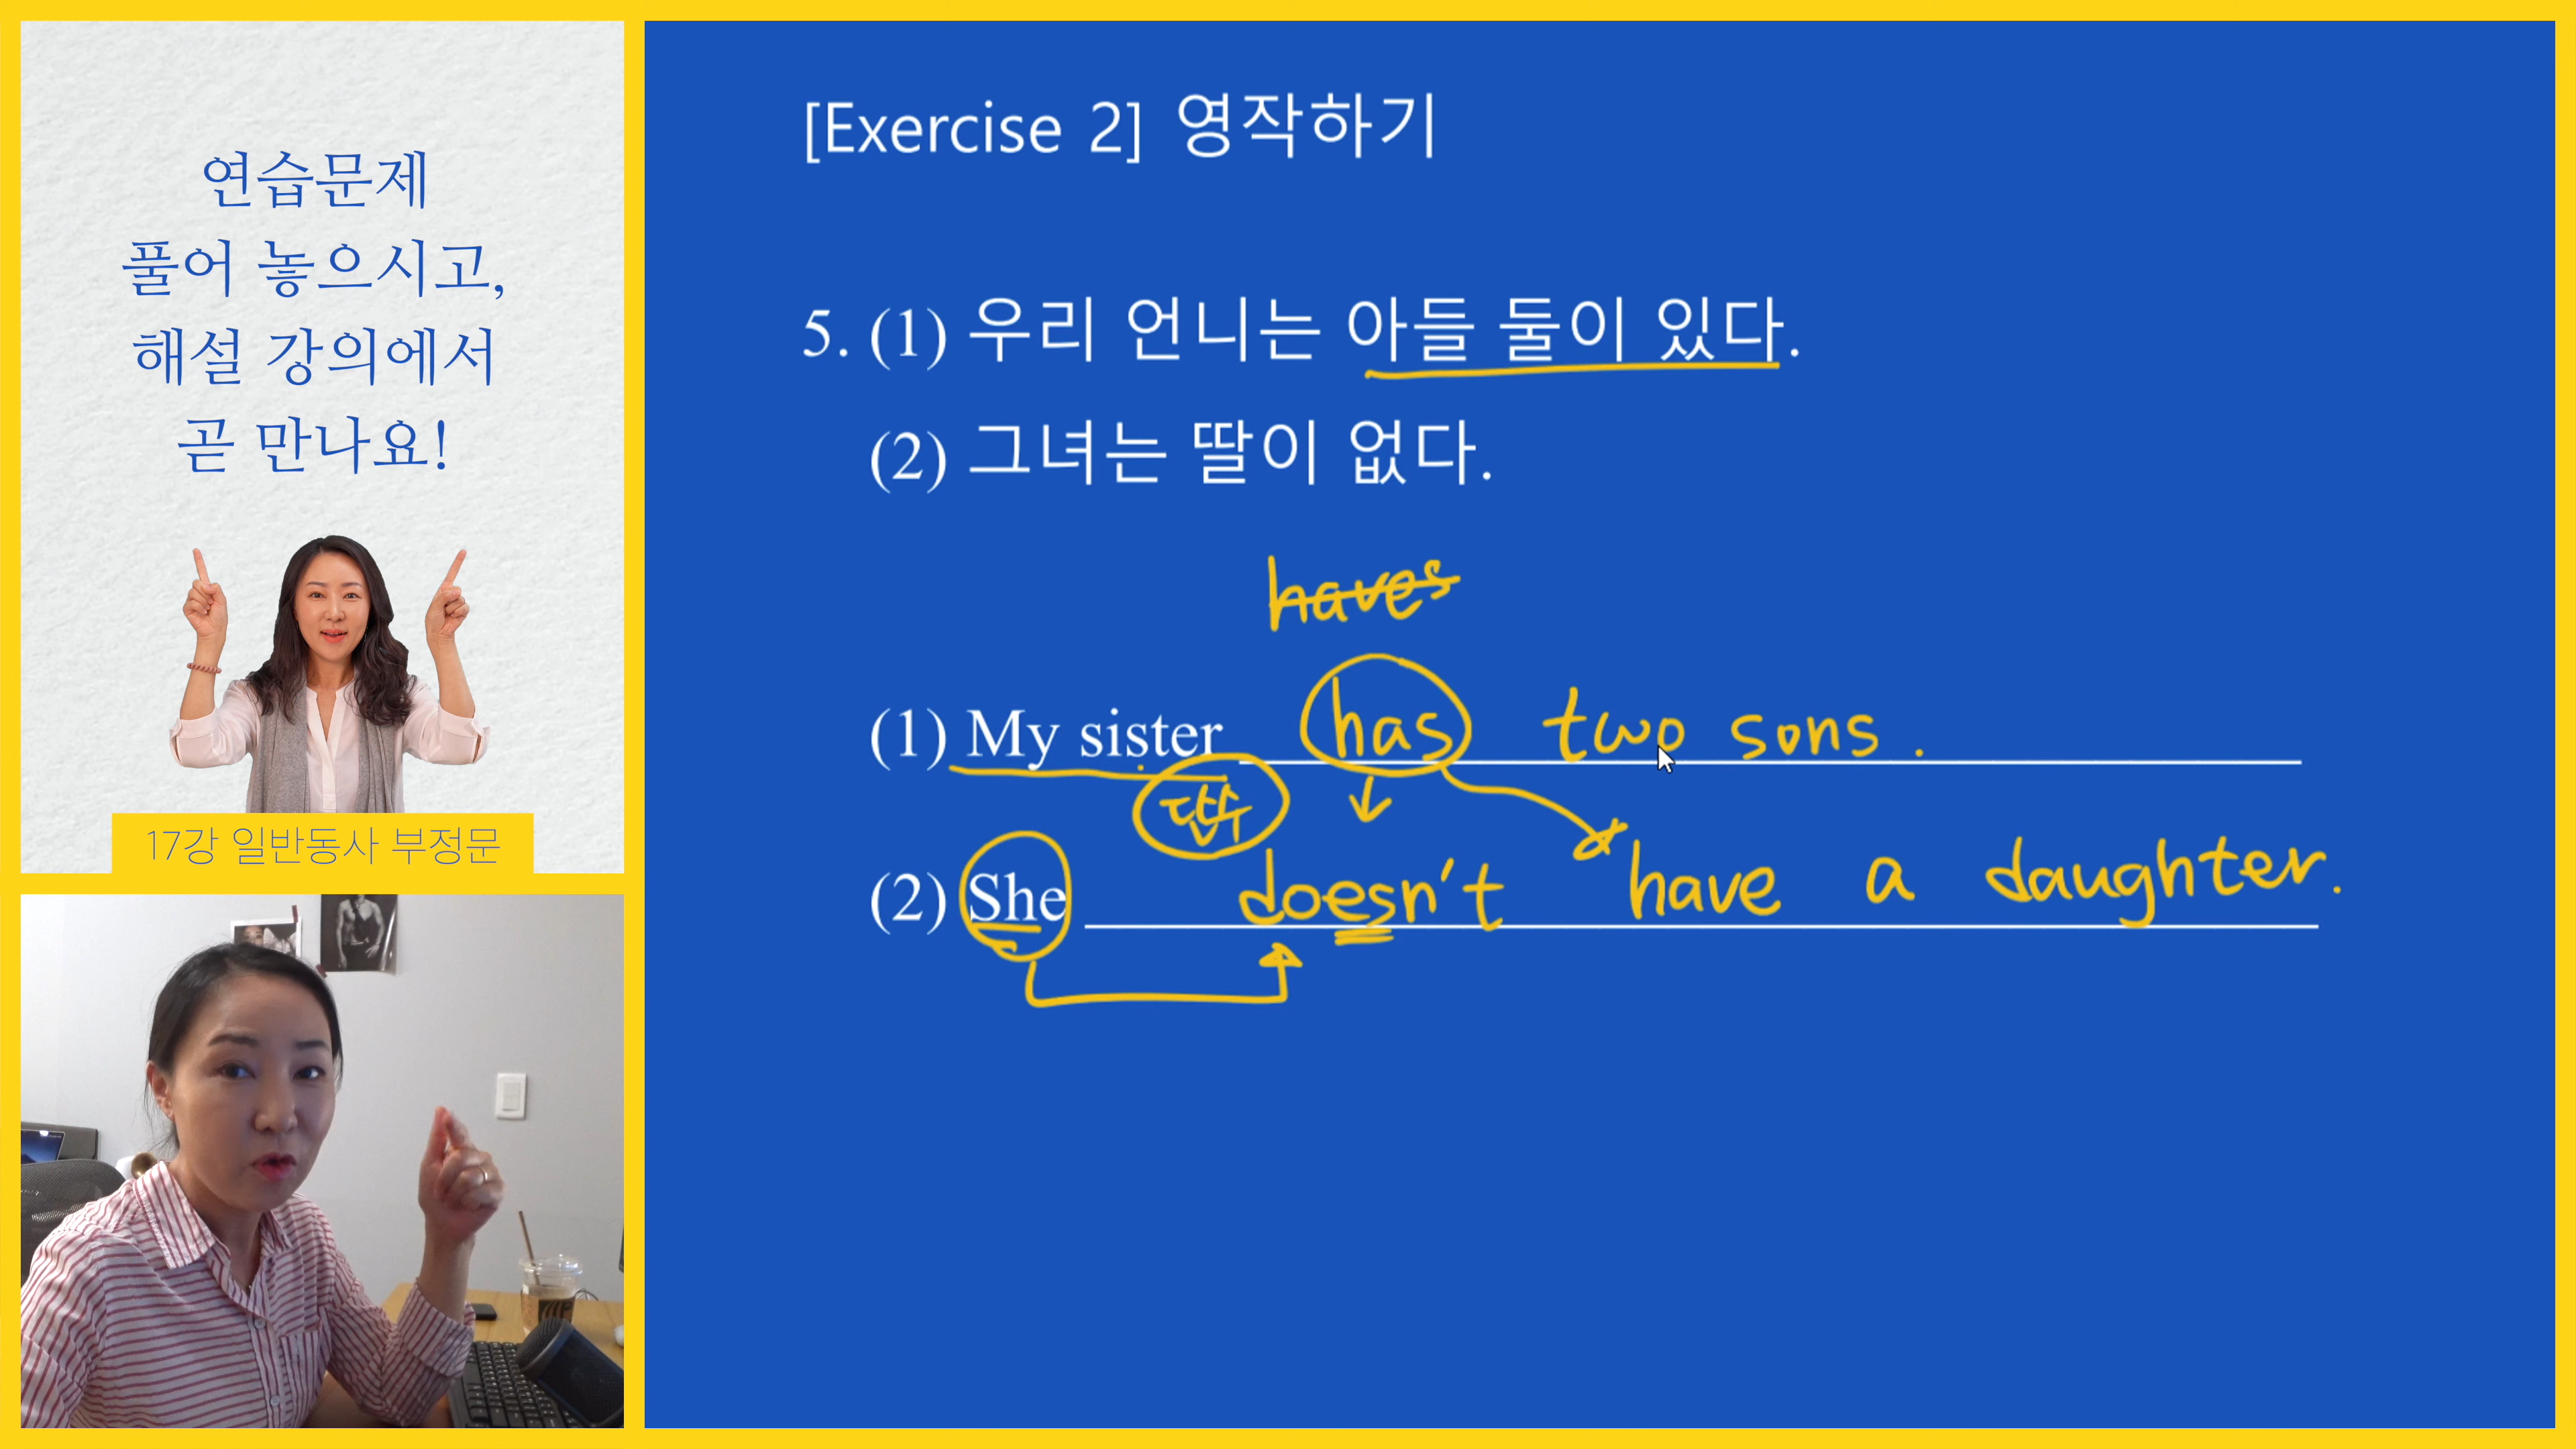 연습문제
풀어 놓으시고,
해설 강의에서
곧 만나요!
17강 일반동사 부정문
[Exercise 2] 영작하기
5. (1) 우리 언니는 아들 둘이 있다.
(2) 그녀는 딸이 없다.
haves
(1) My sister has two sons.
단수
(2) She doesn't have a daughter.